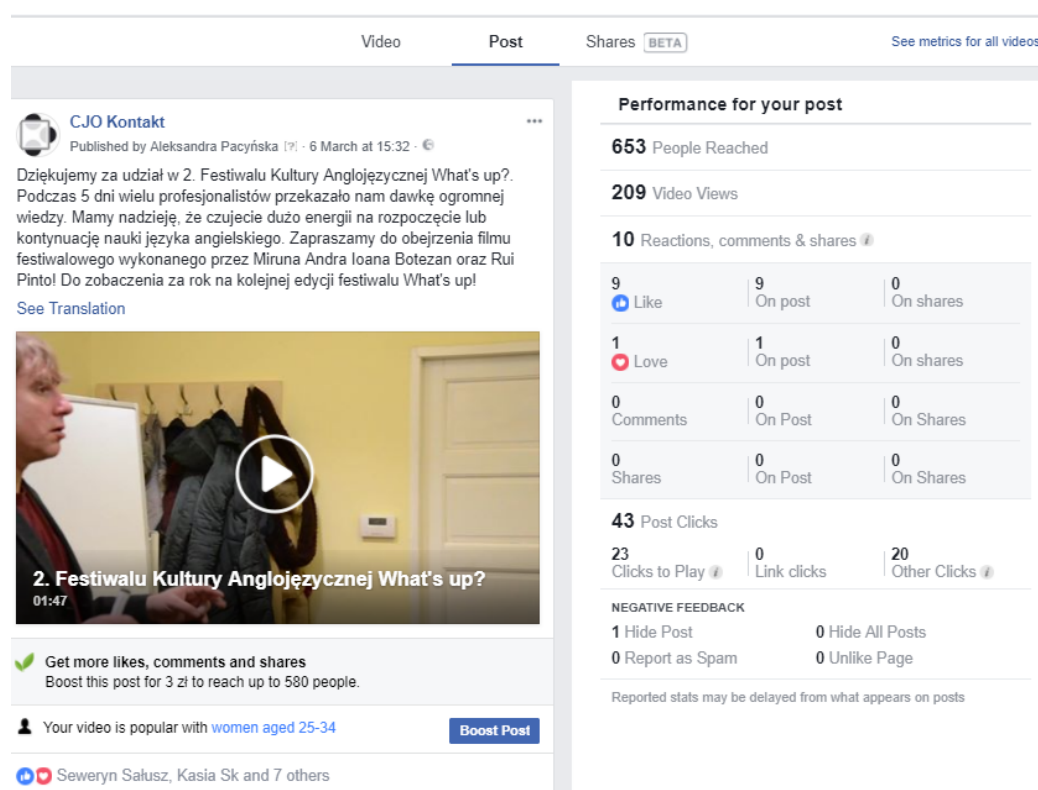 Video Post Shares BETA See metrics for all videos
CJO Kontakt
Published by Aleksandra Pacyńska [?] · 6 March at 15:32 ·
Dziękujemy za udział w 2. Festiwalu Kultury Anglojęzycznej What's up?.
Podczas 5 dni wielu profesjonalistów przekazało nam dawkę ogromnej
wiedzy. Mamy nadzieję, że czujecie dużo energii na rozpoczęcie lub
kontynuację nauki języka angielskiego. Zapraszamy do obejrzenia filmu
festiwalowego wykonanego przez Miruna Andra Ioana Botezan oraz Rui
Pinto! Do zobaczenia za rok na kolejnej edycji festiwalu What's up!
See Translation
2. Festiwalu Kultury Anglojęzycznej What's up?
01:47
Get more likes, comments and shares
Boost this post for 3 zł to reach up to 580 people.
Your video is popular with women aged 25-34
Boost Post
Seweryn Sałusz, Kasia Sk and 7 others
Performance for your post
653 People Reached
209 Video Views
10 Reactions, comments & shares
9 9 0
Like On post On shares
1 1 0
Love On post On shares
0 0 0
Comments On Post On Shares
0 0 0
Shares On Post On Shares
43 Post Clicks
23 0 20
Clicks to Play Link clicks Other Clicks
NEGATIVE FEEDBACK
1 Hide Post 0 Hide All Posts
0 Report as Spam 0 Unlike Page
Reported stats may be delayed from what appears on posts